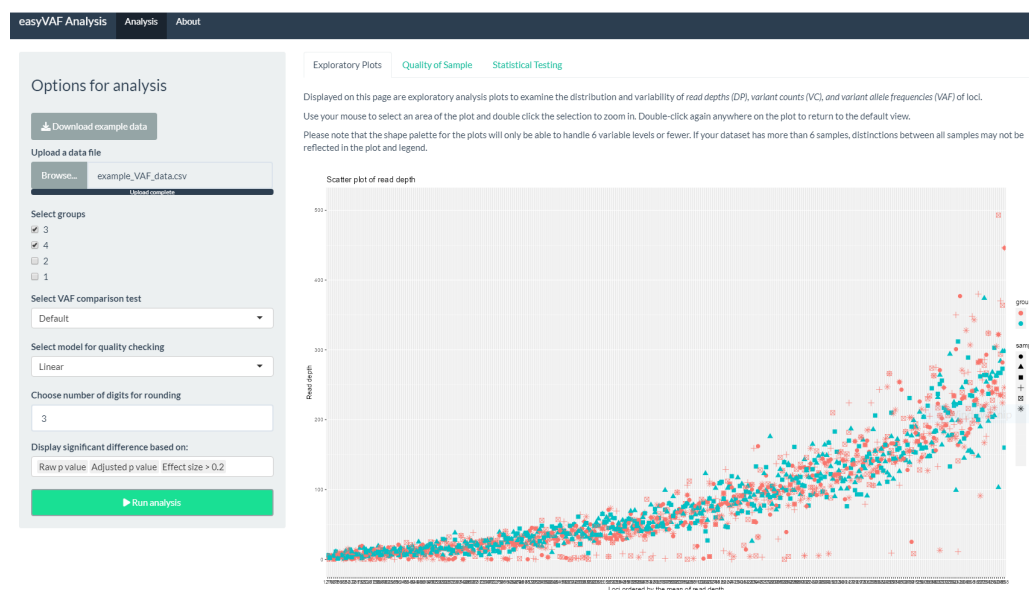 easyVAF Analysis Analysis About
Options for analysis
Download example data
Upload a data file
Browse... example_VAF_data.csv
Upload complete
Select groups
3
4
2
1
Select VAF comparison test
Default
Select model for quality checking
Linear
Choose number of digits for rounding
3
Display significant difference based on:
Raw p value Adjusted p value Effect size > 0.2
Run analysis
Exploratory Plots Quality of Sample Statistical Testing
Displayed on this page are exploratory analysis plots to examine the distribution and variability of read depths (DP), variant counts (VC), and variant allele frequencies (VAF) of loci.
Use your mouse to select an area of the plot and double click the selection to zoom in. Double-click again anywhere on the plot to return to the default view.
Please note that the shape palette for the plots will only be able to handle 6 variable levels or fewer. If your dataset has more than 6 samples, distinctions between all samples may not be
reflected in the plot and legend.
Scatter plot of read depth
500
400
300
200
100
0
Read depth
Loci ordered by the mean of read depth
grou
samp